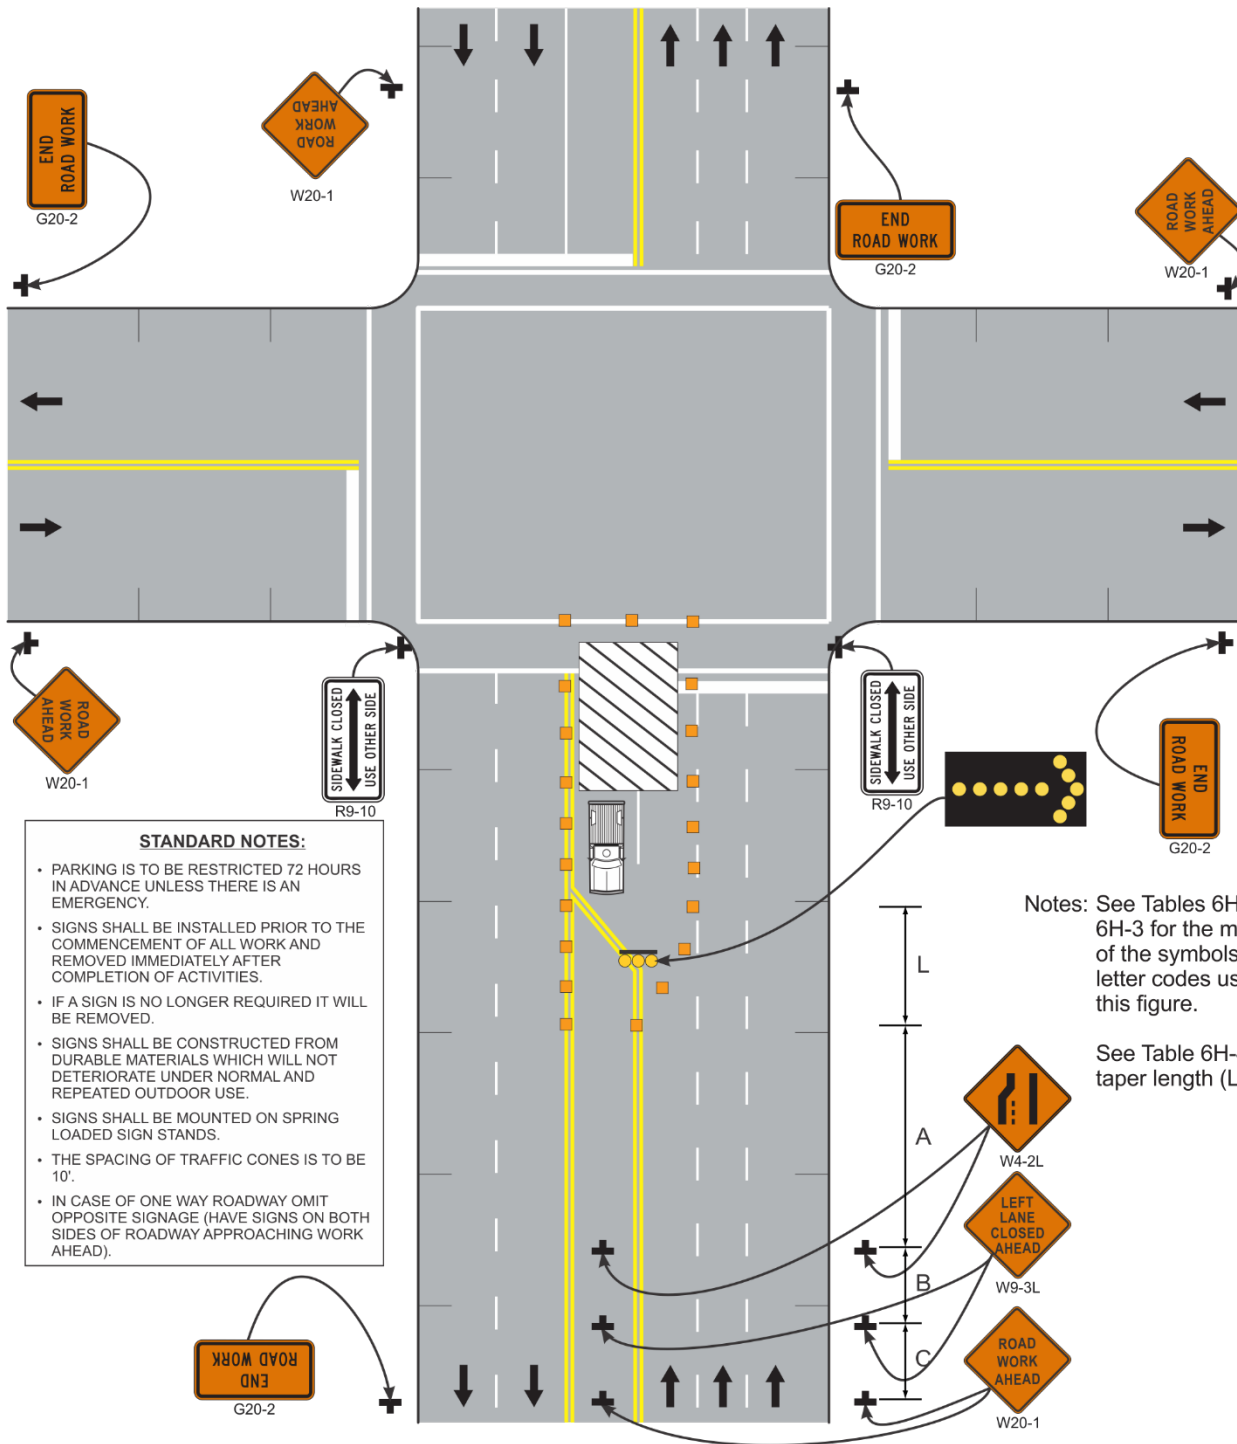 ROAD
WORK
AHEAD
W20-1
END
ROAD WORK
G20-2
END
ROAD WORK
G20-2
ROAD
WORK
AHEAD
W20-1
ROAD
WORK
AHEAD
W20-1
SIDEWALK CLOSED
USE OTHER SIDE
R9-10
SIDEWALK CLOSED
USE OTHER SIDE
R9-10
END
ROAD WORK
G20-2
STANDARD NOTES:
• PARKING IS TO BE RESTRICTED 72 HOURS
IN ADVANCE UNLESS THERE IS AN
EMERGENCY.
• SIGNS SHALL BE INSTALLED PRIOR TO THE
COMMENCEMENT OF ALL WORK AND
REMOVED IMMEDIATELY AFTER
COMPLETION OF ACTIVITIES.
• IF A SIGN IS NO LONGER REQUIRED IT WILL
BE REMOVED.
• SIGNS SHALL BE CONSTRUCTED FROM
DURABLE MATERIALS WHICH WILL NOT
DETERIORATE UNDER NORMAL AND
REPEATED OUTDOOR USE.
• SIGNS SHALL BE MOUNTED ON SPRING
LOADED SIGN STANDS.
• THE SPACING OF TRAFFIC CONES IS TO BE
10'.
• IN CASE OF ONE WAY ROADWAY OMIT
OPPOSITE SIGNAGE (HAVE SIGNS ON BOTH
SIDES OF ROADWAY APPROACHING WORK
AHEAD).
Notes: See Tables 6H
6H-3 for the m
of the symbols
letter codes us
this figure.
See Table 6H-
taper length (L
L
A
B
C
W4-2L
LEFT
LANE
CLOSED
AHEAD
W9-3L
ROAD
WORK
AHEAD
W20-1
END
ROAD WORK
G20-2